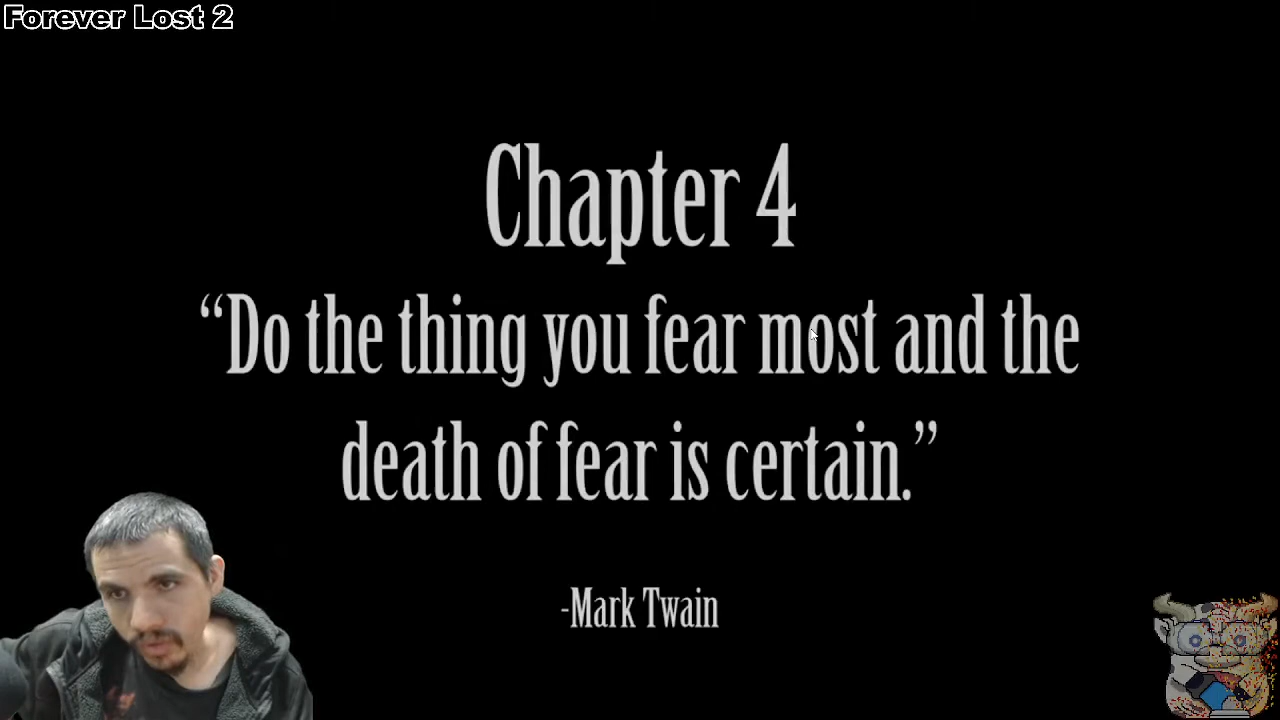 Forever Lost 2
Chapter 4
“Do the thing you fear most and the
death of fear is certain.”
-Mark Twain